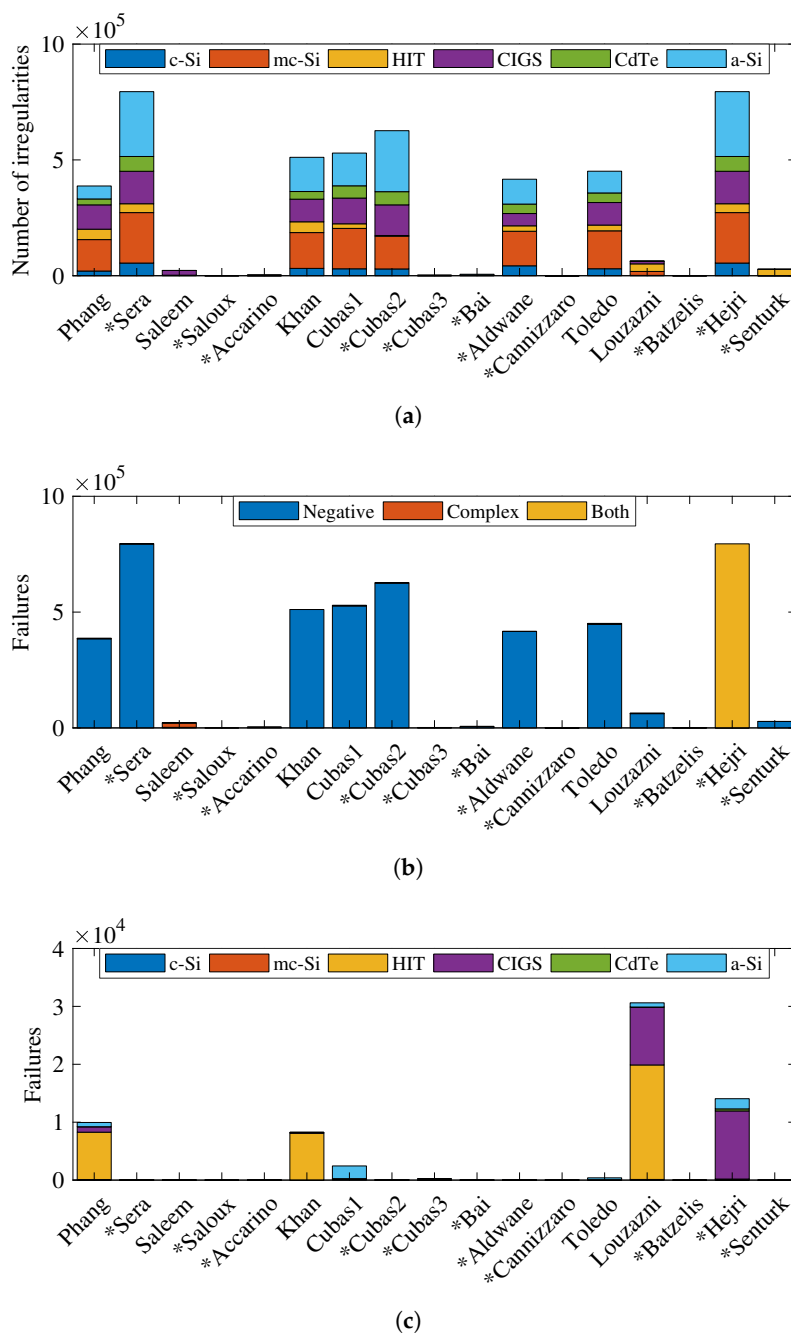 ×10^5
10
5
0
Number of irregularities
c-Si mc-Si HIT CIGS CdTe a-Si
Phang *Sera Saleem *Saloux *Accarino Khan Cubas1 *Cubas2 *Cubas3 *Bai *Aldwane *Cannizzaro Toledo Louzazni *Batzelis *Hejri *Senturk
(a)
×10^5
10
5
0
Failures
Negative Complex Both
Phang *Sera Saleem *Saloux *Accarino Khan Cubas1 *Cubas2 *Cubas3 *Bai *Aldwane *Cannizzaro Toledo Louzazni *Batzelis *Hejri *Senturk
(b)
×10^4
4
3
2
1
0
Failures
c-Si mc-Si HIT CIGS CdTe a-Si
Phang *Sera Saleem *Saloux *Accarino Khan Cubas1 *Cubas2 *Cubas3 *Bai *Aldwane *Cannizzaro Toledo Louzazni *Batzelis *Hejri *Senturk
(c)